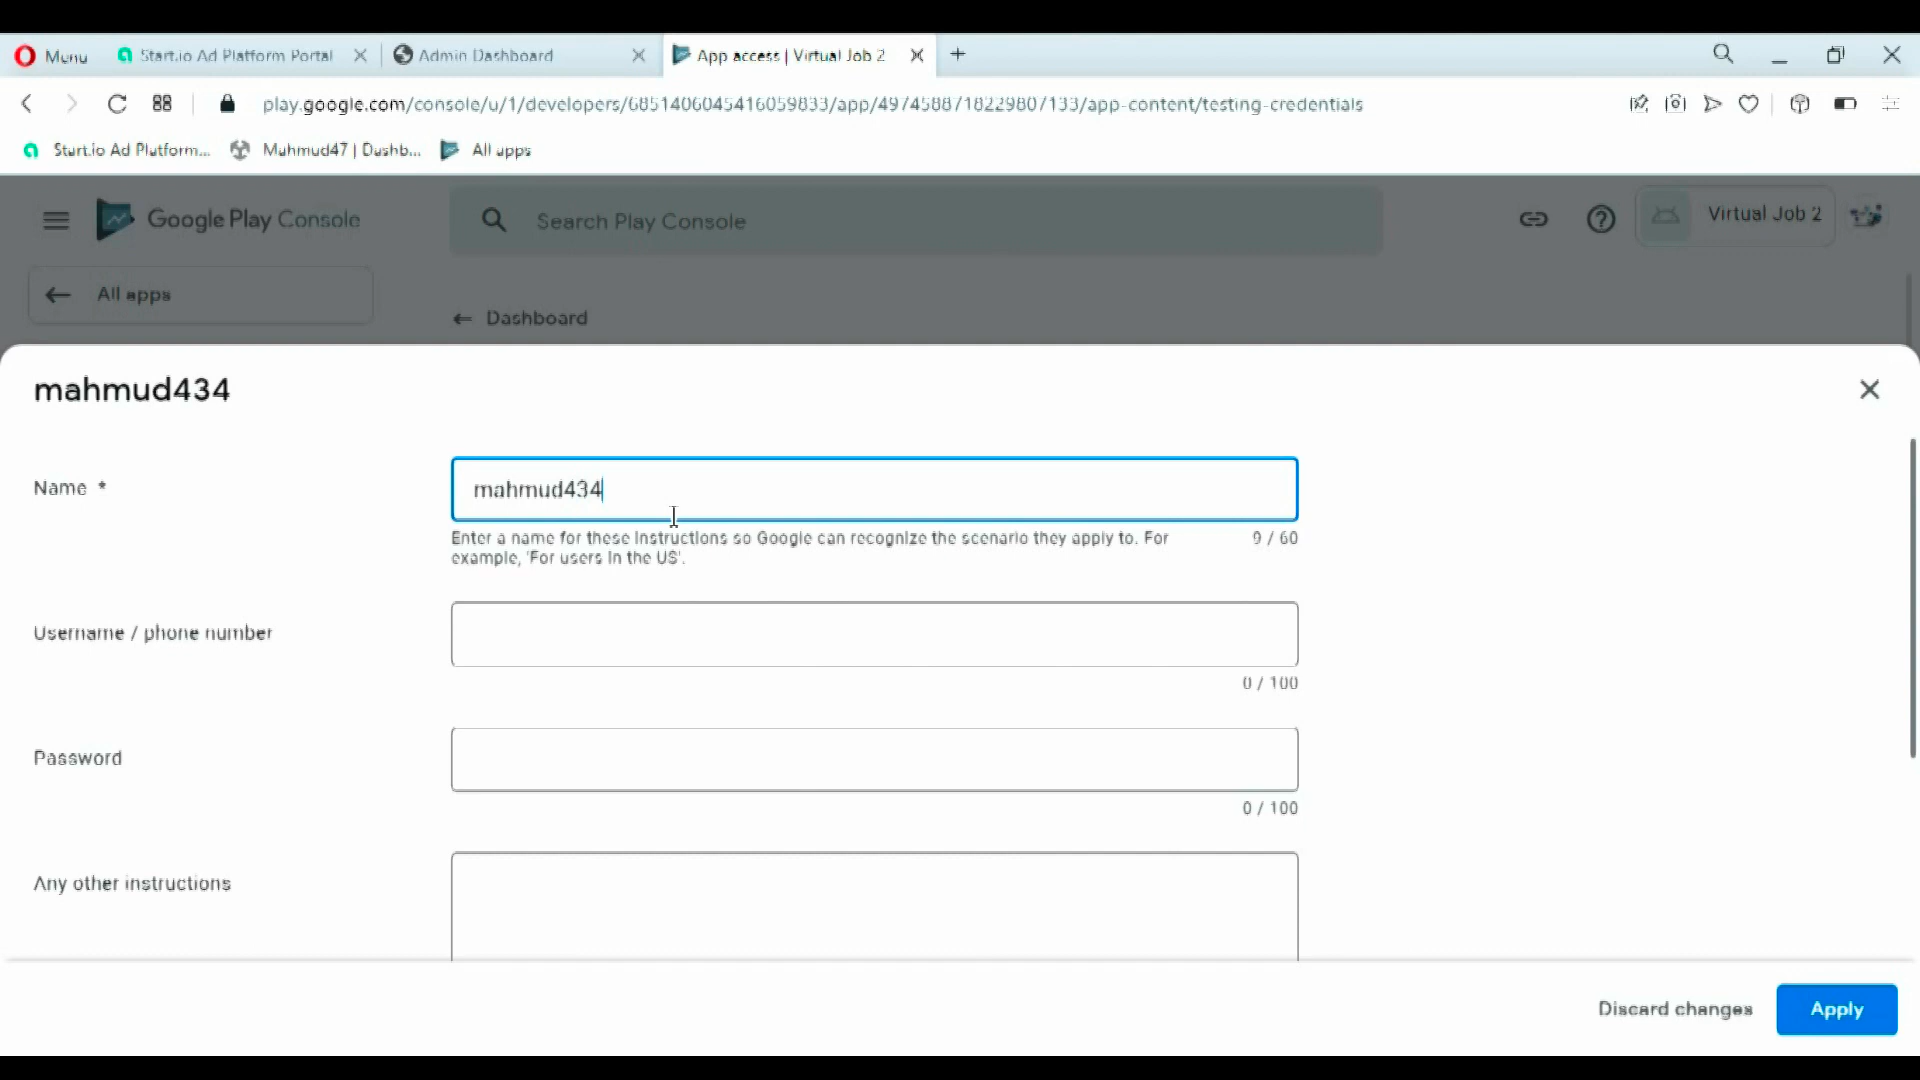 Menu
Start.io Ad Platform Portal
Admin Dashboard
App access | Virtual Job 2
play.google.com/console/u/1/developers/6851406045416059833/app/4974588718229807133/app-content/testing-credentials
Start.io Ad Platform...
Mahmud47 | Dashb...
All apps
Google Play Console
Search Play Console
Virtual Job 2
All apps
Dashboard
mahmud434
Name *
mahmud434
Enter a name for these instructions so Google can recognize the scenario they apply to. For
example, 'For users in the US'.
9 / 60
Username / phone number
0 / 100
Password
0 / 100
Any other instructions
Discard changes
Apply